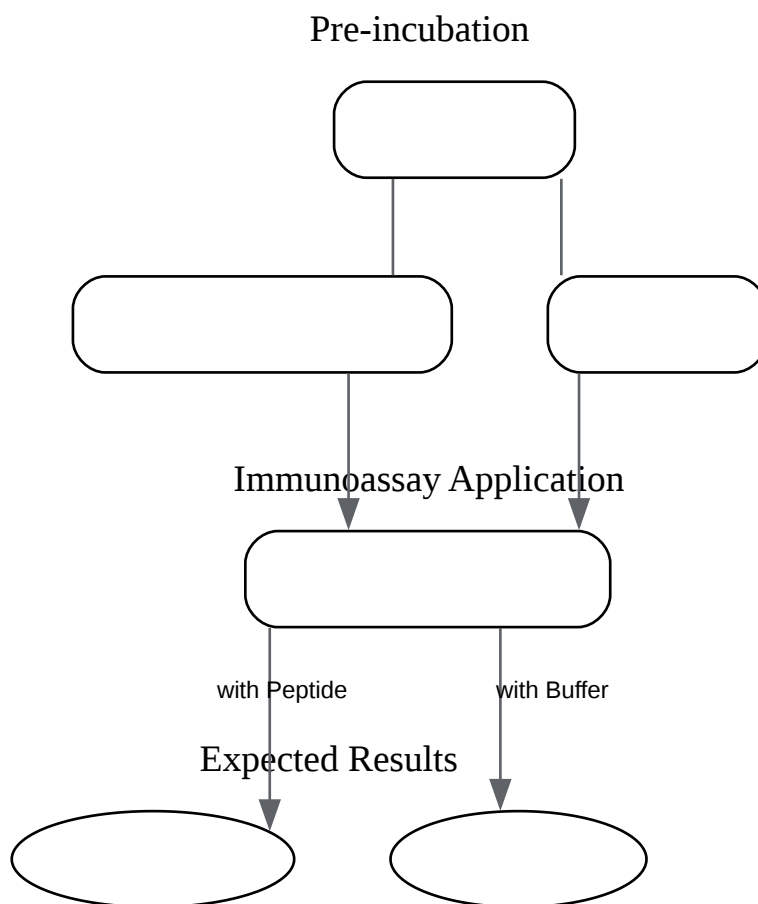 Pre-incubation
Immunoassay Application
with Peptide
with Buffer
Expected Results